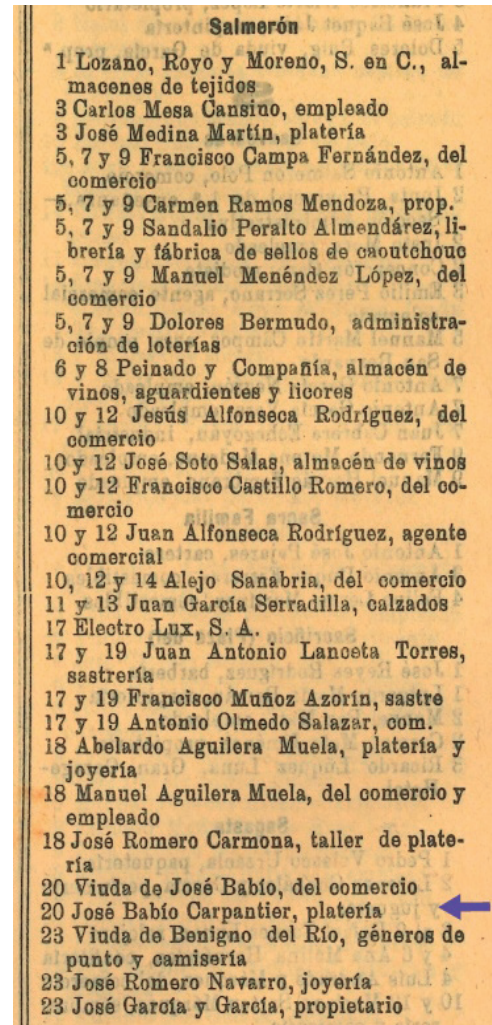 Salmerón
1 Lozano, Royo y Moreno, S. en C., al-
macenes de tejidos
3 Carlos Mesa Cansino, empleado
3 José Medina Martín, platería
5, 7 y 9 Francisco Campa Fernández, del
comercio
5, 7 y 9 Carmen Ramos Mendoza, prop.
5, 7 y 9 Sandalio Peralto Almendárez, li-
brería y fábrica de sellos de caoutchouc
5, 7 y 9 Manuel Menéndez López, del
comercio
5, 7 y 9 Dolores Bermudo, administra-
ción de loterías
6 y 8 Peinado y Compañía, almacén de
vinos, aguardientes y licores
10 y 12 Jesús Alfonseca Rodríguez, del
comercio
10 y 12 José Soto Salas, almacén de vinos
10 y 12 Francisco Castillo Romero, del co-
mercio
10 y 12 Juan Alfonseca Rodríguez, agente
comercial
10, 12 y 14 Alejo Sanabria, del comercio
11 y 13 Juan García Serradilla, calzados
17 Electro Lux, S. A.
17 y 19 Juan Antonio Lanceta Torres,
sastrería
17 y 19 Francisco Muñoz Azorín, sastre
17 y 19 Antonio Olmedo Salazar, com.
18 Abelardo Aguilera Muela, platería y
joyería
18 Manuel Aguilera Muela, del comercio y
empleado
18 José Romero Carmona, taller de plate-
ría
20 Viuda de José Babío, del comercio
20 José Babío Carpantier, platería
23 Viuda de Benigno del Río, géneros de
punto y camisería
23 José Romero Navarro, joyería
23 José García y García, propietario